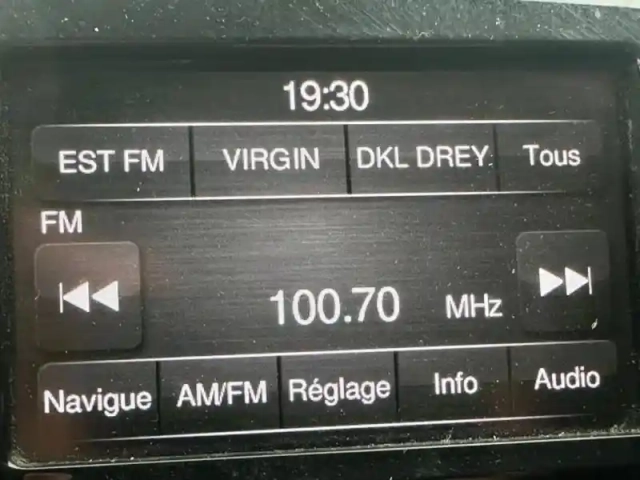 19:30
EST FM VIRGIN DKL DREY. Tous
FM
100.70 MHz
Navigue AM/FM Réglage Info Audio